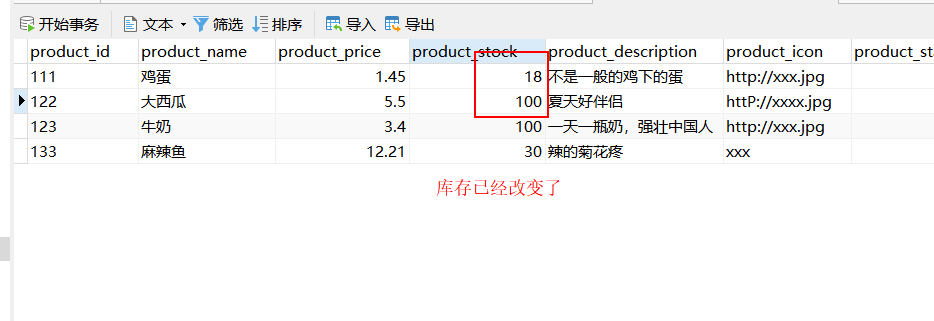 开始事务 文本 筛选 排序 导入 导出
product_id product_name product_price product_stock product_description product_icon product_sta
111 鸡蛋 1.45 18 不是一般的鸡下的蛋 http://xxx.jpg
122 大西瓜 5.5 100 夏天好伴侣 httP://xxxx.jpg
123 牛奶 3.4 100 一天一瓶奶，强壮中国人 http://xxx.jpg
133 麻辣鱼 12.21 30 辣的菊花疼 xxx
库存已经改变了